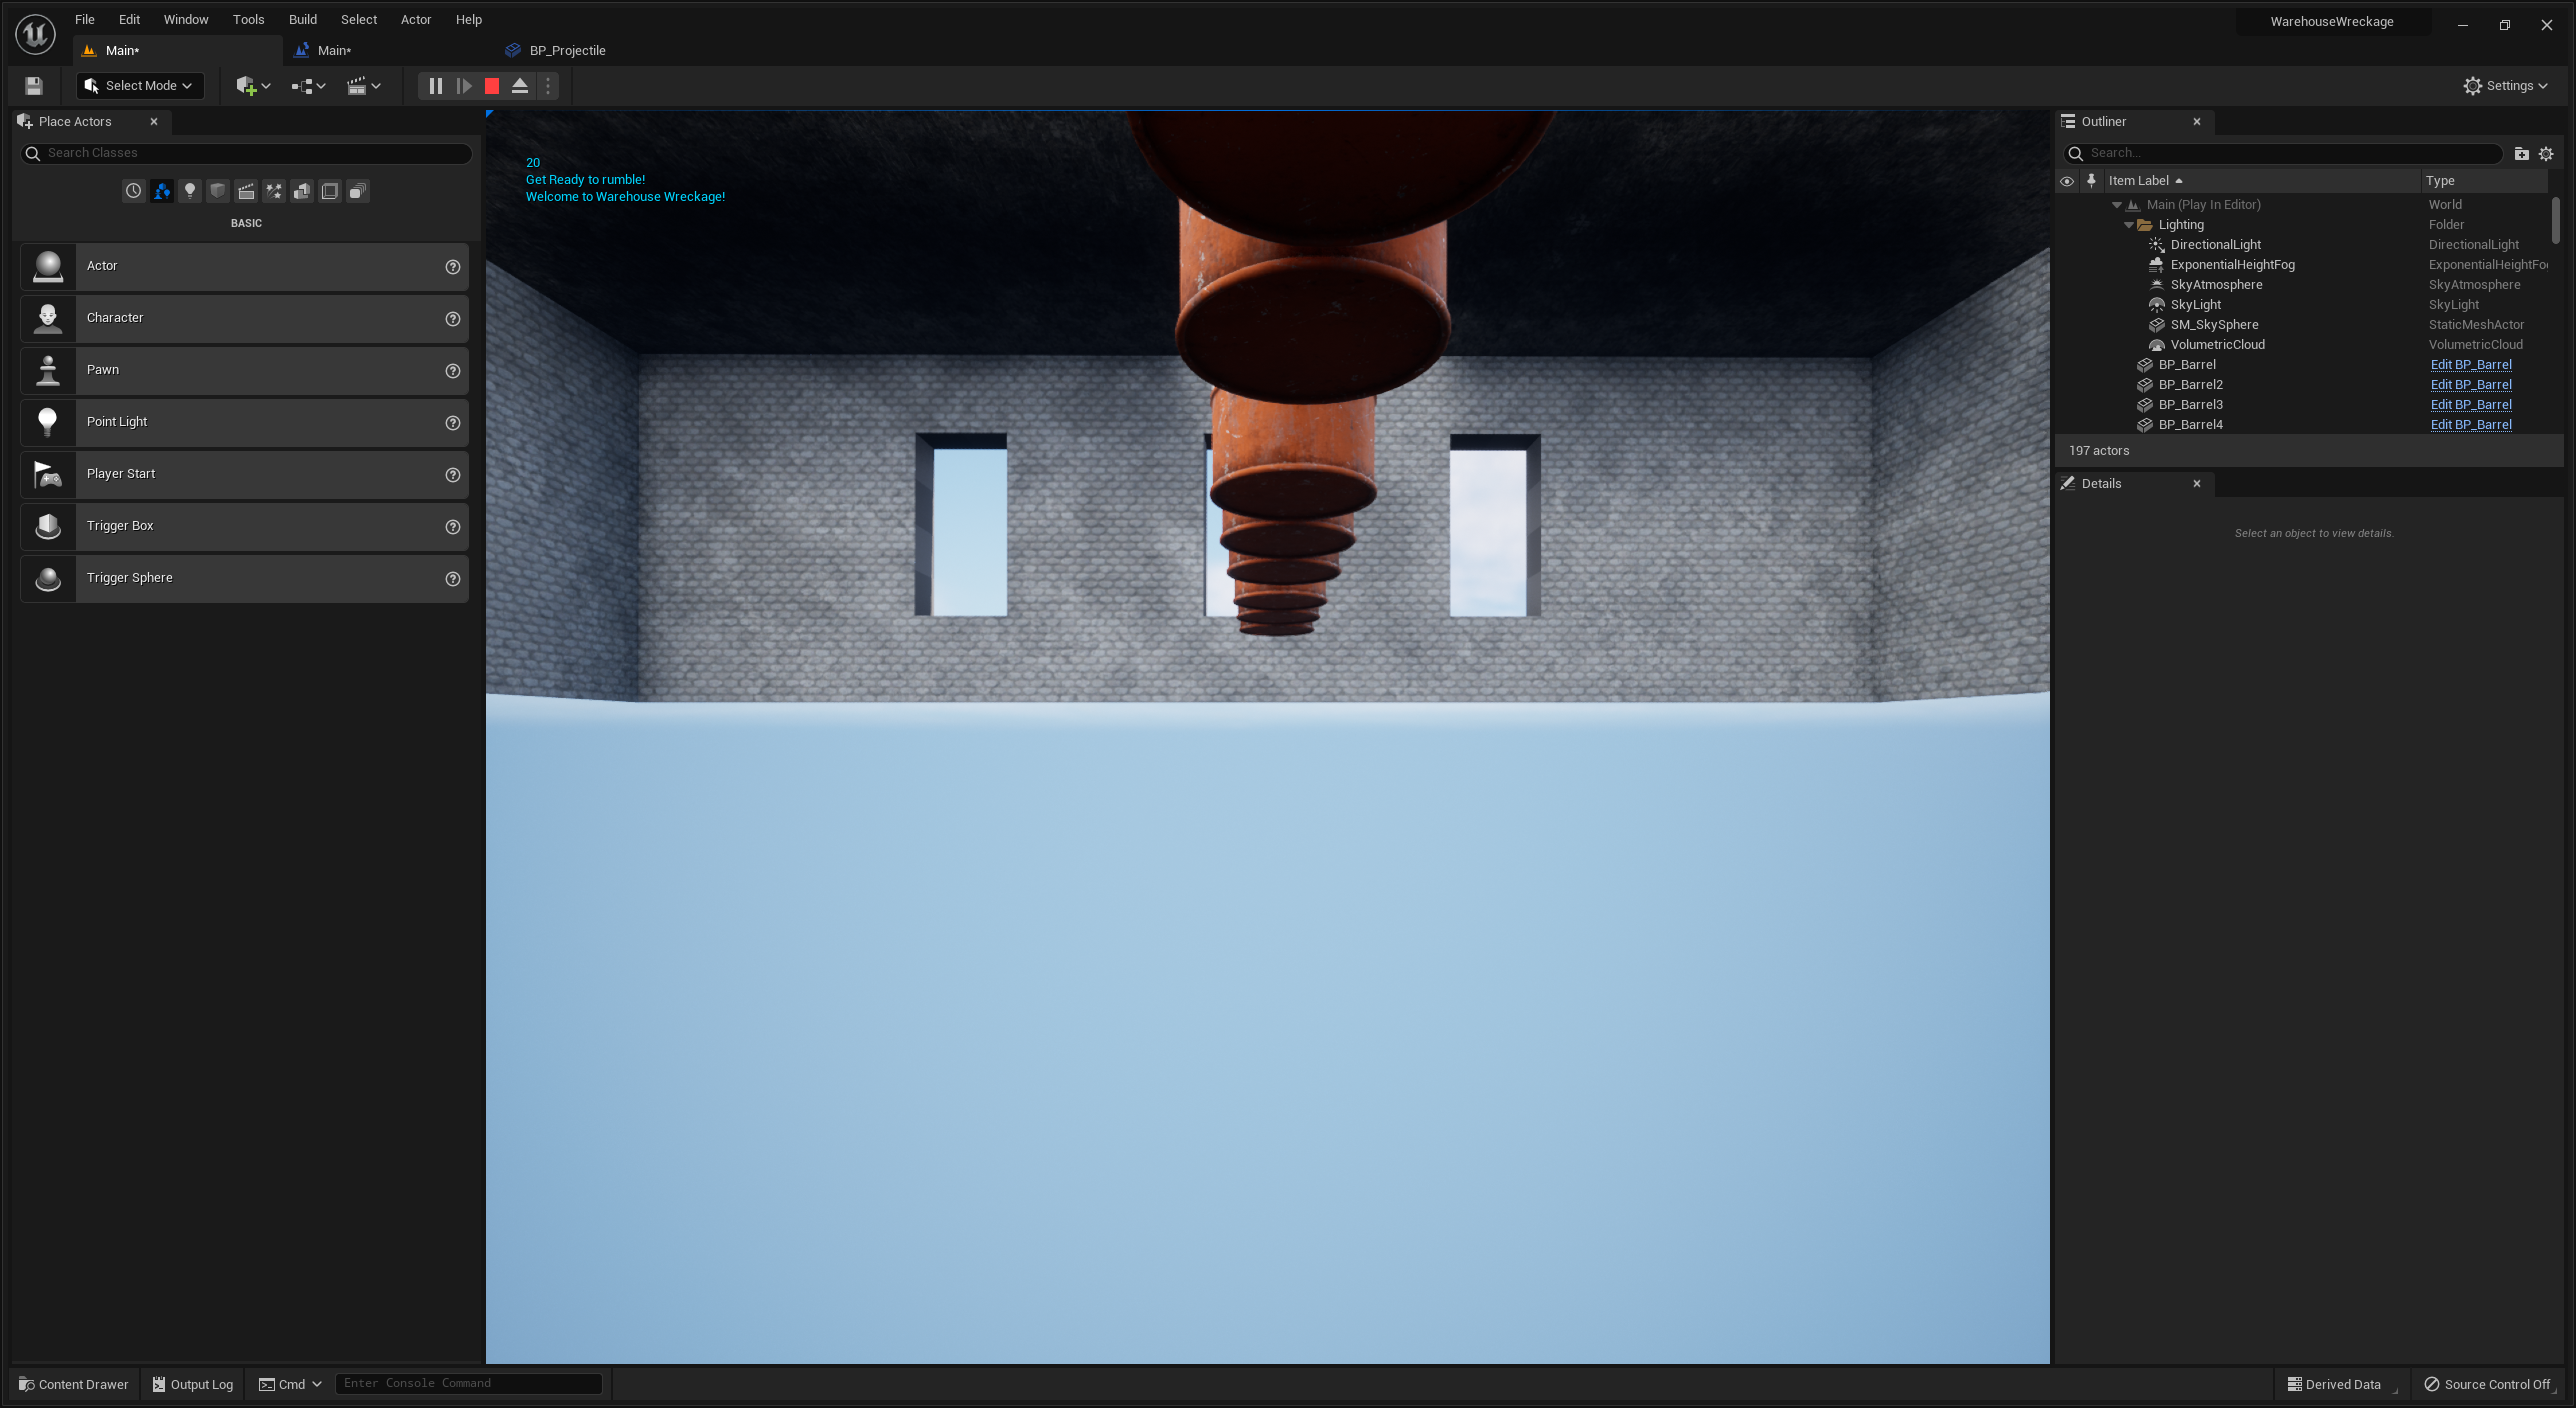 File Edit Window Tools Build Select Actor Help
WarehouseWreckage
Main*
Main*
BP_Projectile
Select Mode
Settings
Place Actors
Search Classes
BASIC
Actor
Character
Pawn
Point Light
Player Start
Trigger Box
Trigger Sphere
20
Get Ready to rumble!
Welcome to Warehouse Wreckage!
Outliner
Search...
Item Label Type
Main (Play In Editor) World
Lighting Folder
DirectionalLight DirectionalLight
ExponentialHeightFog ExponentialHeightFo
SkyAtmosphere SkyAtmosphere
SkyLight SkyLight
SM_SkySphere StaticMeshActor
VolumetricCloud VolumetricCloud
BP_Barrel Edit BP_Barrel
BP_Barrel2 Edit BP_Barrel
BP_Barrel3 Edit BP_Barrel
BP_Barrel4 Edit BP_Barrel
197 actors
Details
Select an object to view details.
Content Drawer Output Log Cmd Enter Console Command
Derived Data Source Control Off